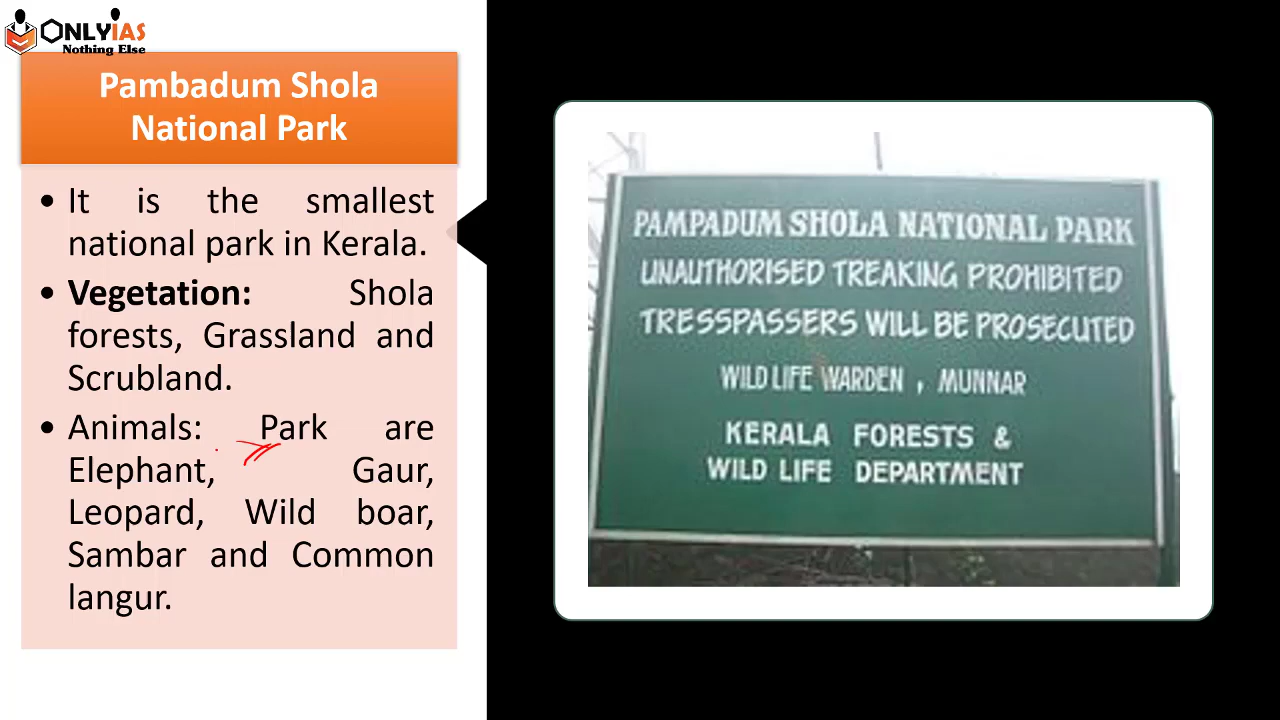 ONLYIAS
Nothing Else
Pambadum Shola
National Park
• It is the smallest
national park in Kerala.
• Vegetation: Shola
forests, Grassland and
Scrubland.
• Animals: Park are
Elephant, Gaur,
Leopard, Wild boar,
Sambar and Common
langur.
PAMPADUM SHOLA NATIONAL PARK
UNAUTHORISED TREAKING PROHIBITED
TRESSPASSERS WILL BE PROSECUTED
WILD LIFE WARDEN , MUNNAR
KERALA FORESTS &
WILD LIFE DEPARTMENT